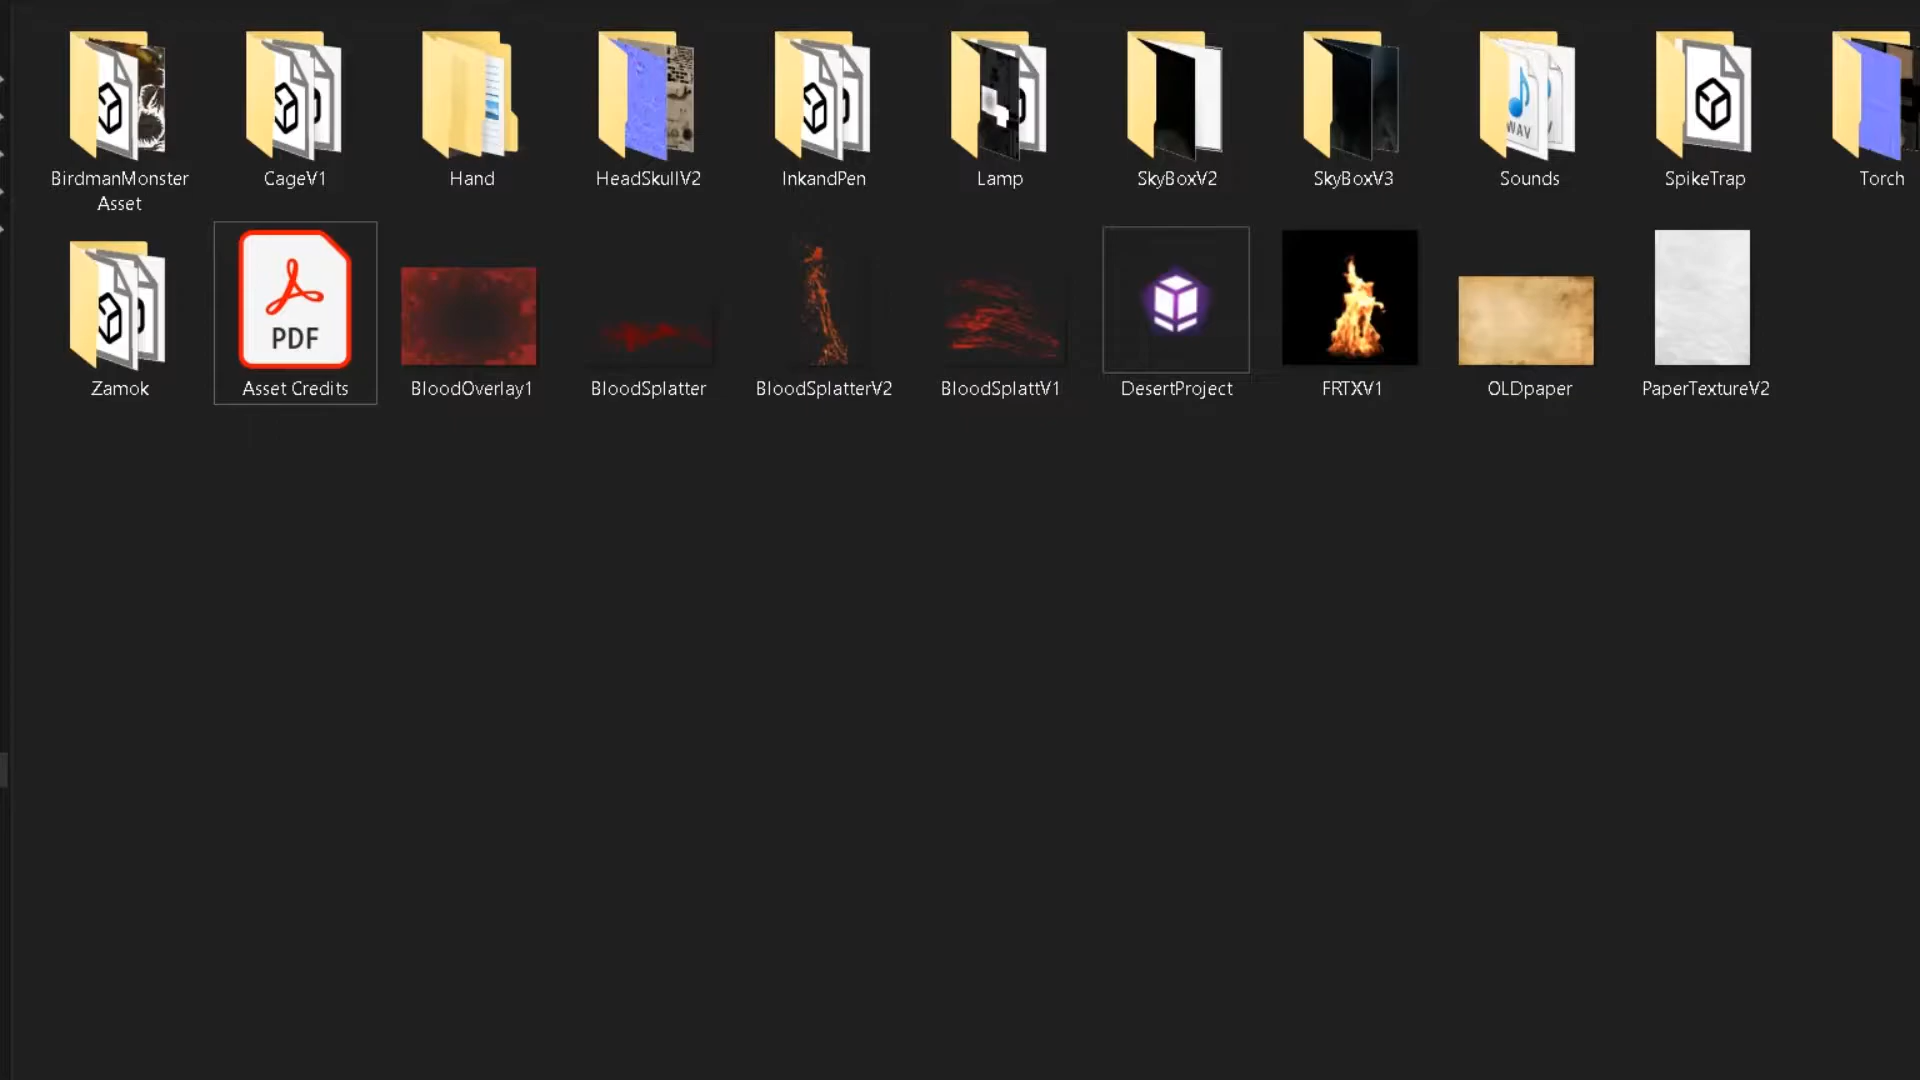 WAV
BirdmanMonster
Asset
CageV1
Hand
HeadSkullV2
InkandPen
Lamp
SkyBoxV2
SkyBoxV3
Sounds
SpikeTrap
Torch
PDF
Zamok
Asset Credits
BloodOverlay1
BloodSplatter
BloodSplatterV2
BloodSplattV1
DesertProject
FRTXV1
OLDpaper
PaperTextureV2